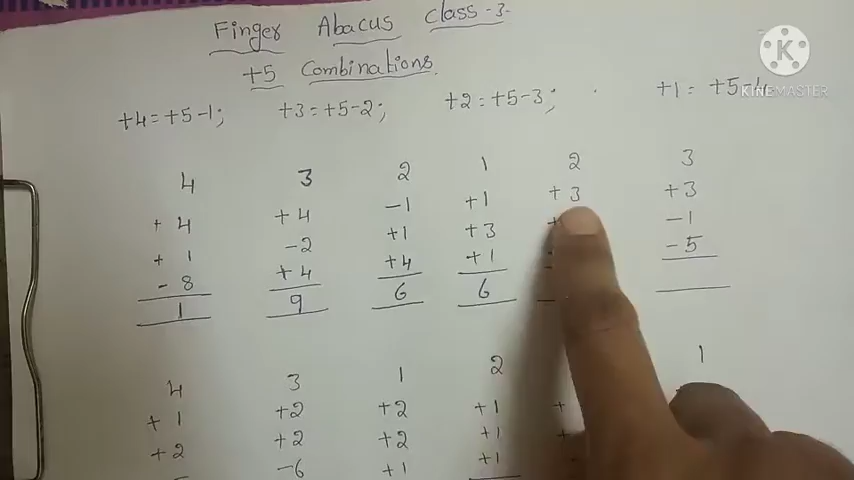 Finger Abacus class-3-
+5 Combinations.
+4=+5-1; +3=+5-2; +2=+5-3; +1=+5-4
KINEMASTER
4 3 2 1 2 3
+4 +4 -1 +1 +3 +3
+1 -2 +1 +3 -1
-8 +4 +4 +1 -5
1 9 6 6
4 3 1 2 1
+1 +2 +2 +1
+2 +2 +2 +1
-6 +1 +1